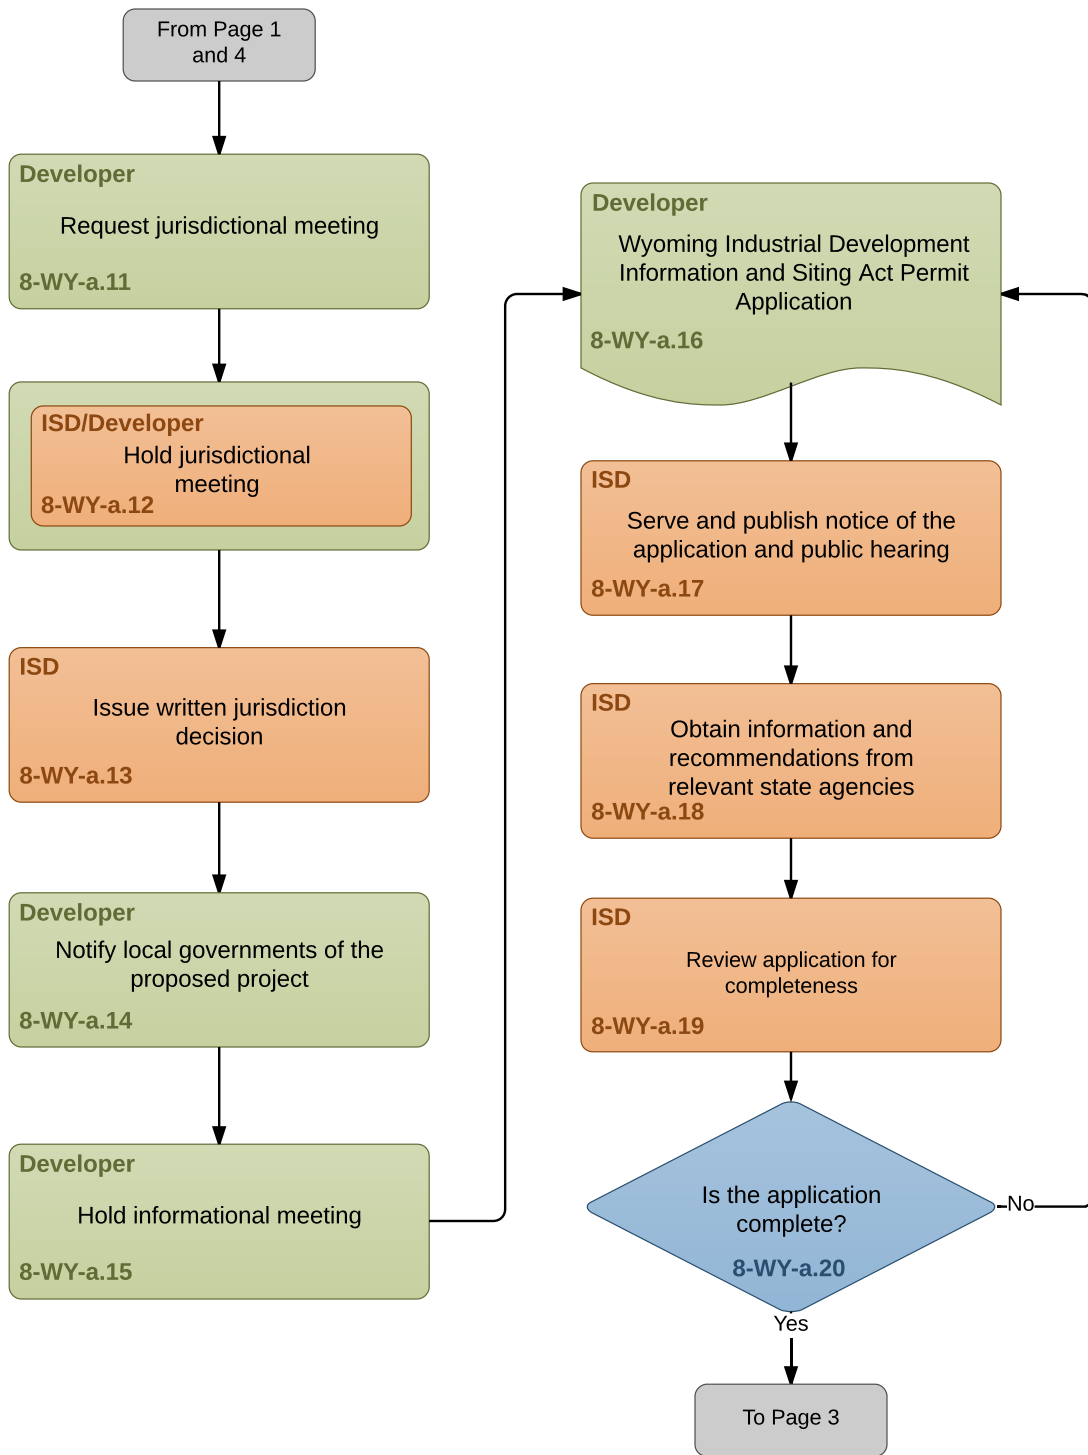 From Page 1
and 4
Developer
Request jurisdictional meeting
8-WY-a.11
ISD/Developer
Hold jurisdictional
meeting
8-WY-a.12
ISD
Issue written jurisdiction
decision
8-WY-a.13
Developer
Notify local governments of the
proposed project
8-WY-a.14
Developer
Hold informational meeting
8-WY-a.15
Developer
Wyoming Industrial Development
Information and Siting Act Permit
Application
8-WY-a.16
ISD
Serve and publish notice of the
application and public hearing
8-WY-a.17
ISD
Obtain information and
recommendations from
relevant state agencies
8-WY-a.18
ISD
Review application for
completeness
8-WY-a.19
Is the application
complete?
8-WY-a.20
No
Yes
To Page 3